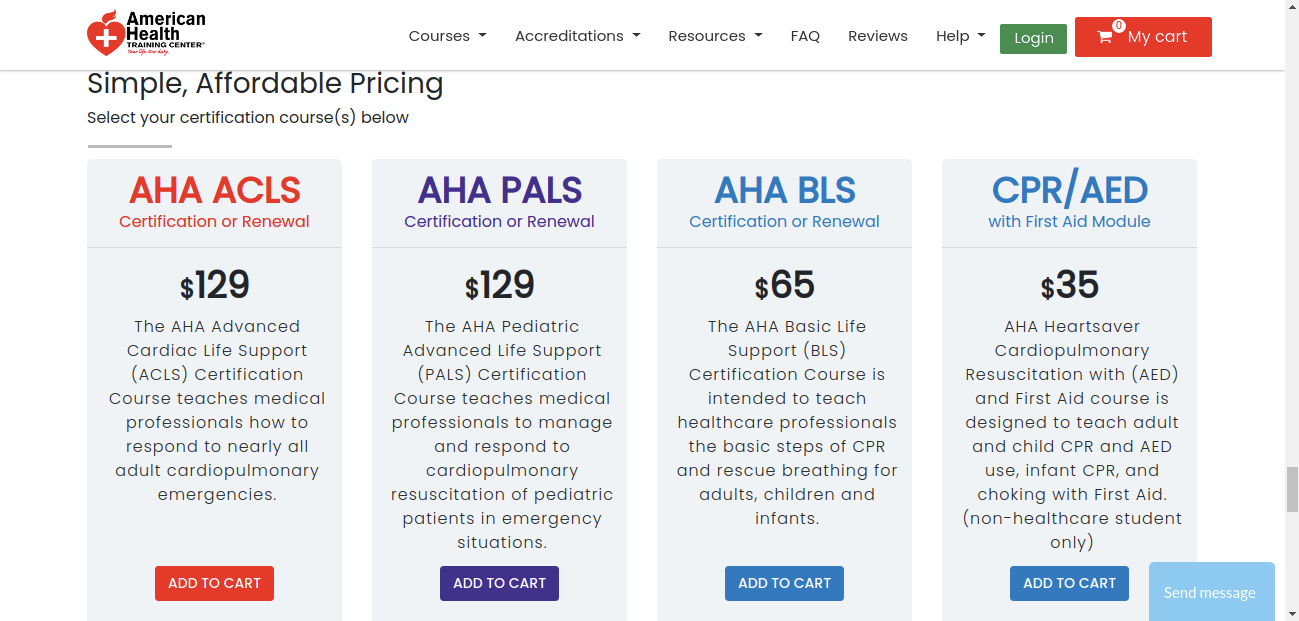 American
Health
TRAINING CENTER
Your life, our duty.
Courses
Accreditations
Resources
FAQ
Reviews
Help
Login
0
My cart
Simple, Affordable Pricing
Select your certification course(s) below
AHA ACLS
Certification or Renewal
$129
The AHA Advanced
Cardiac Life Support
(ACLS) Certification
Course teaches medical
professionals how to
respond to nearly all
adult cardiopulmonary
emergencies.
ADD TO CART
AHA PALS
Certification or Renewal
$129
The AHA Pediatric
Advanced Life Support
(PALS) Certification
Course teaches medical
professionals to manage
and respond to
cardiopulmonary
resuscitation of pediatric
patients in emergency
situations.
ADD TO CART
AHA BLS
Certification or Renewal
$65
The AHA Basic Life
Support (BLS)
Certification Course is
intended to teach
healthcare professionals
the basic steps of CPR
and rescue breathing for
adults, children and
infants.
ADD TO CART
CPR/AED
with First Aid Module
$35
AHA Heartsaver
Cardiopulmonary
Resuscitation with (AED)
and First Aid course is
designed to teach adult
and child CPR and AED
use, infant CPR, and
choking with First Aid.
(non-healthcare student
only)
ADD TO CART
Send message